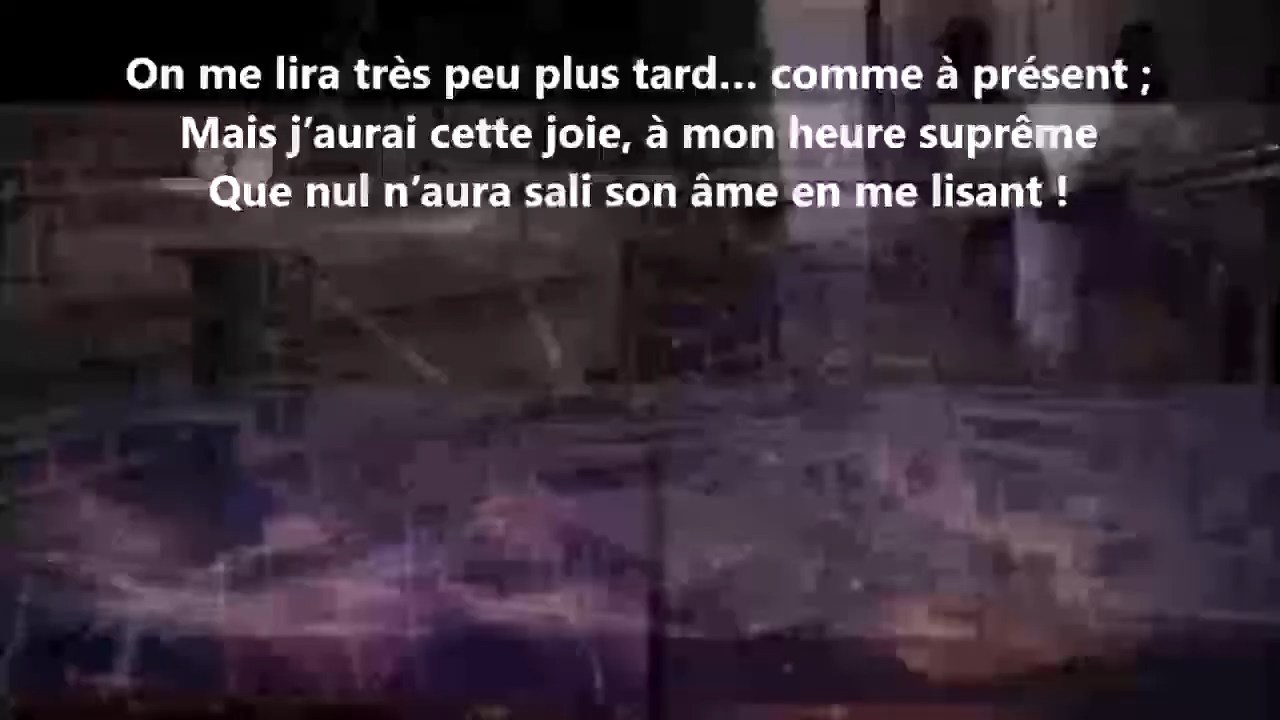 On me lira très peu plus tard… comme à présent ;
Mais j’aurai cette joie, à mon heure suprême
Que nul n’aura sali son âme en me lisant !